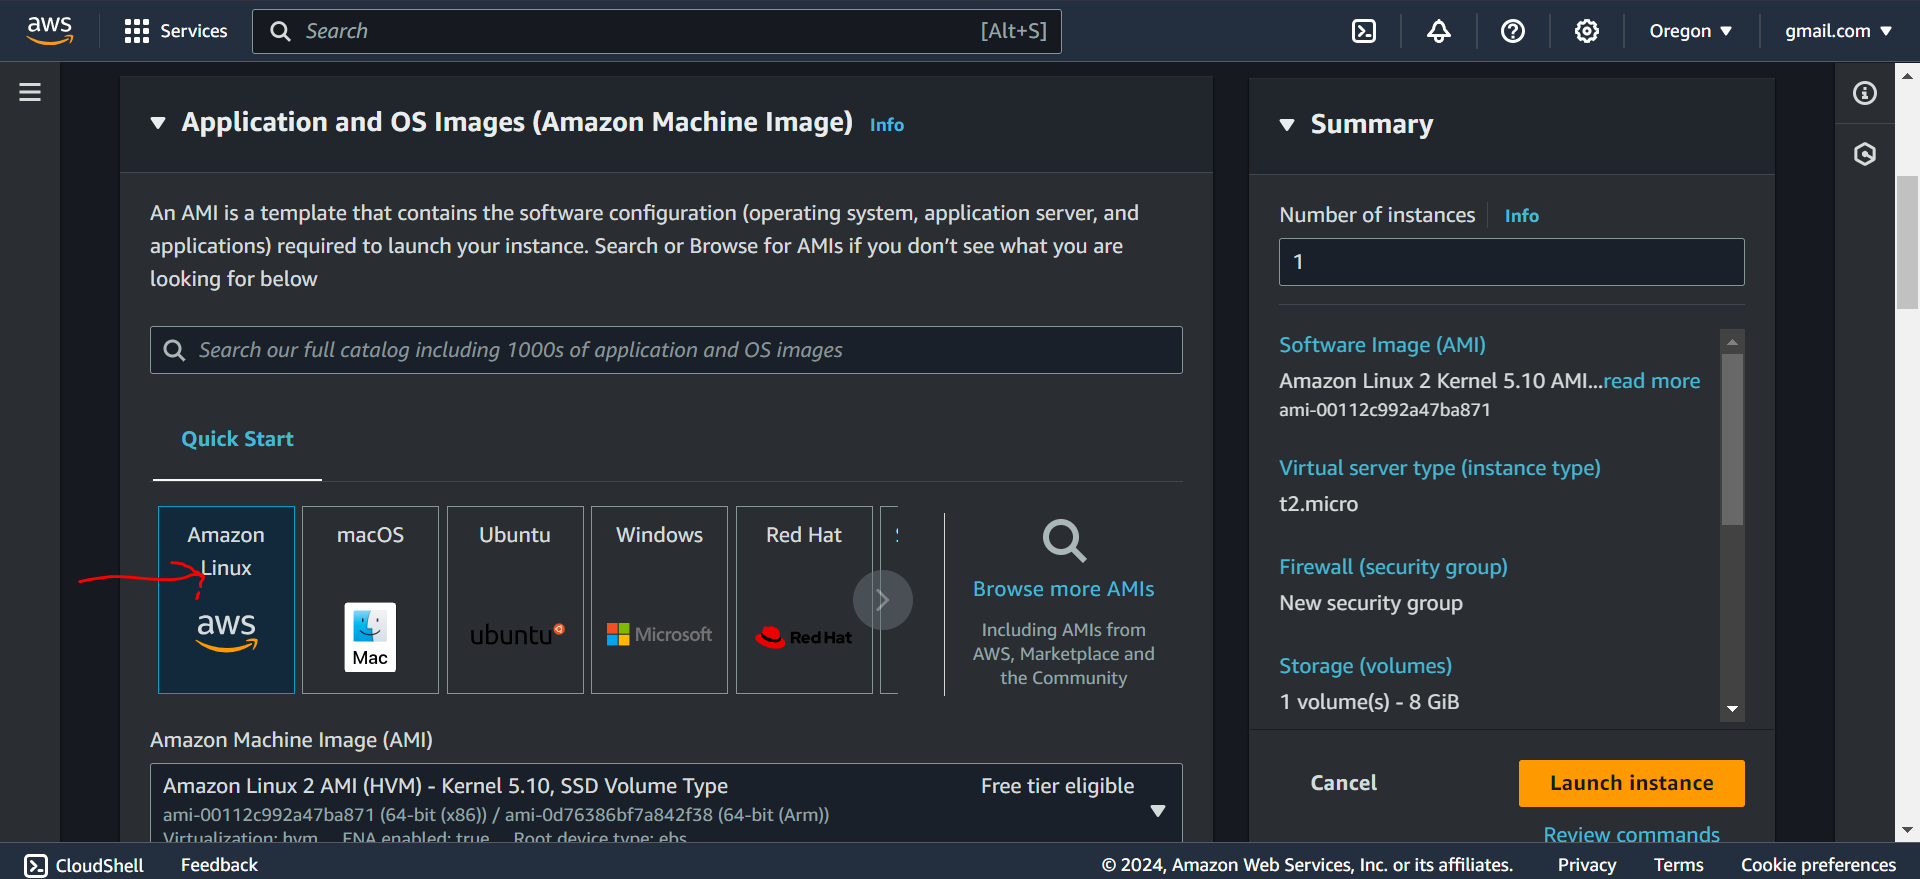 aws
Services
Search
[Alt+S]
Oregon
gmail.com
Application and OS Images (Amazon Machine Image) Info
An AMI is a template that contains the software configuration (operating system, application server, and
applications) required to launch your instance. Search or Browse for AMIs if you don’t see what you are
looking for below
Search our full catalog including 1000s of application and OS images
Quick Start
Amazon
Linux
aws
macOS
Mac
Ubuntu
ubuntu
Windows
Microsoft
Red Hat
Red Hat
Browse more AMIs
Including AMIs from
AWS, Marketplace and
the Community
Amazon Machine Image (AMI)
Amazon Linux 2 AMI (HVM) - Kernel 5.10, SSD Volume Type
Free tier eligible
ami-00112c992a47ba871 (64-bit (x86)) / ami-0d76386bf7a842f38 (64-bit (Arm))
Virtualization: hvm ENA enabled: true Root device type: ebs
Summary
Number of instances Info
1
Software Image (AMI)
Amazon Linux 2 Kernel 5.10 AMI...read more
ami-00112c992a47ba871
Virtual server type (instance type)
t2.micro
Firewall (security group)
New security group
Storage (volumes)
1 volume(s) - 8 GiB
Cancel
Launch instance
Review commands
CloudShell
Feedback
© 2024, Amazon Web Services, Inc. or its affiliates.
Privacy
Terms
Cookie preferences